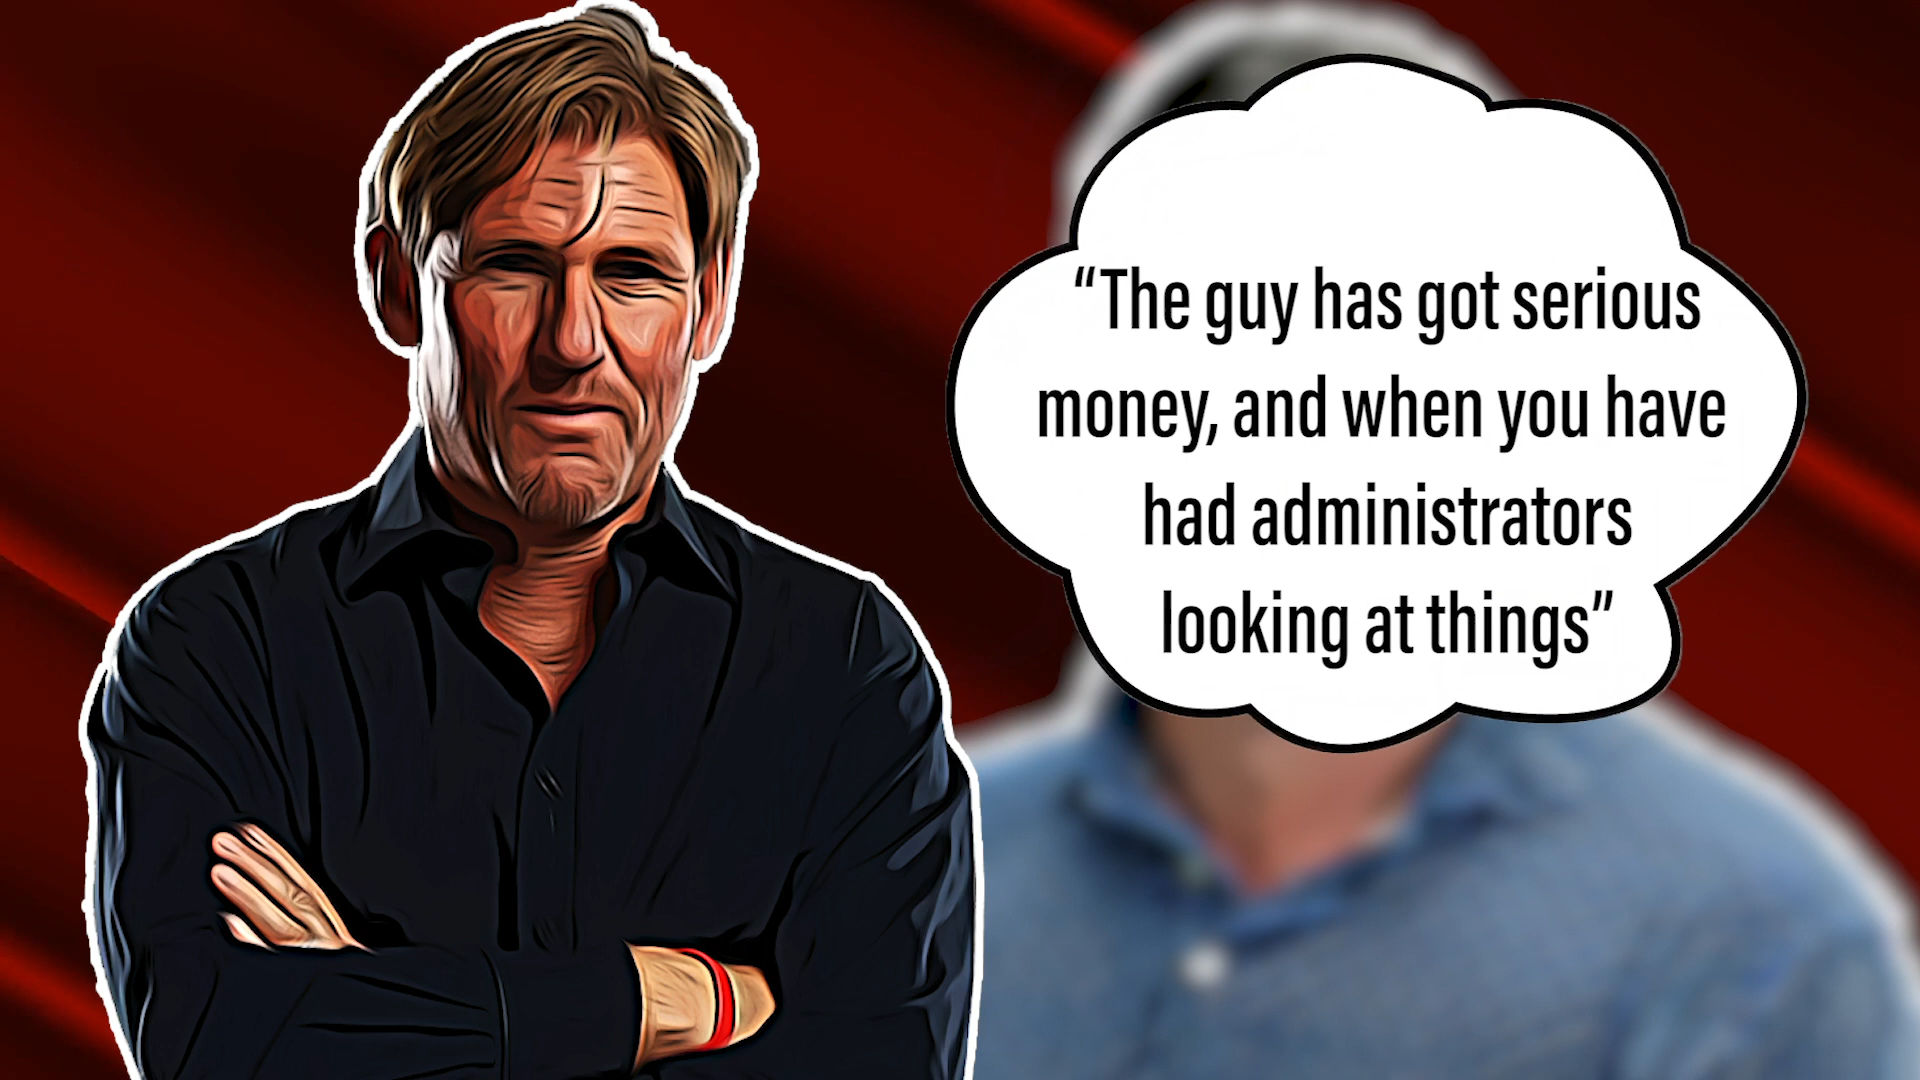 “The guy has got serious
money, and when you have
had administrators
looking at things”